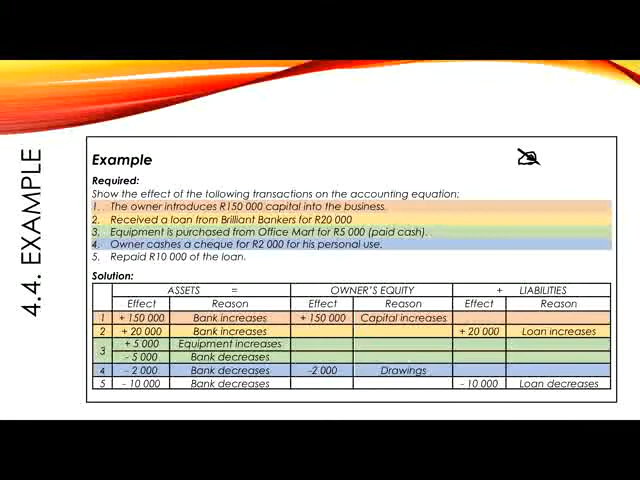 4.4. EXAMPLE
Example
Required:
Show the effect of the following transactions on the accounting equation:
1. The owner introduces R150 000 capital into the business.
2. Received a loan from Brilliant Bankers for R20 000
3. Equipment is purchased from Office Mart for R5 000 (paid cash).
4. Owner cashes a cheque for R2 000 for his personal use.
5. Repaid R10 000 of the loan.
Solution:
ASSETS = OWNER'S EQUITY + LIABILITIES
Effect Reason Effect Reason Effect Reason
1 + 150 000 Bank increases + 150 000 Capital increases
2 + 20 000 Bank increases + 20 000 Loan increases
3 + 5 000 Equipment increases
- 5 000 Bank decreases
4 - 2 000 Bank decreases -2 000 Drawings
5 - 10 000 Bank decreases - 10 000 Loan decreases